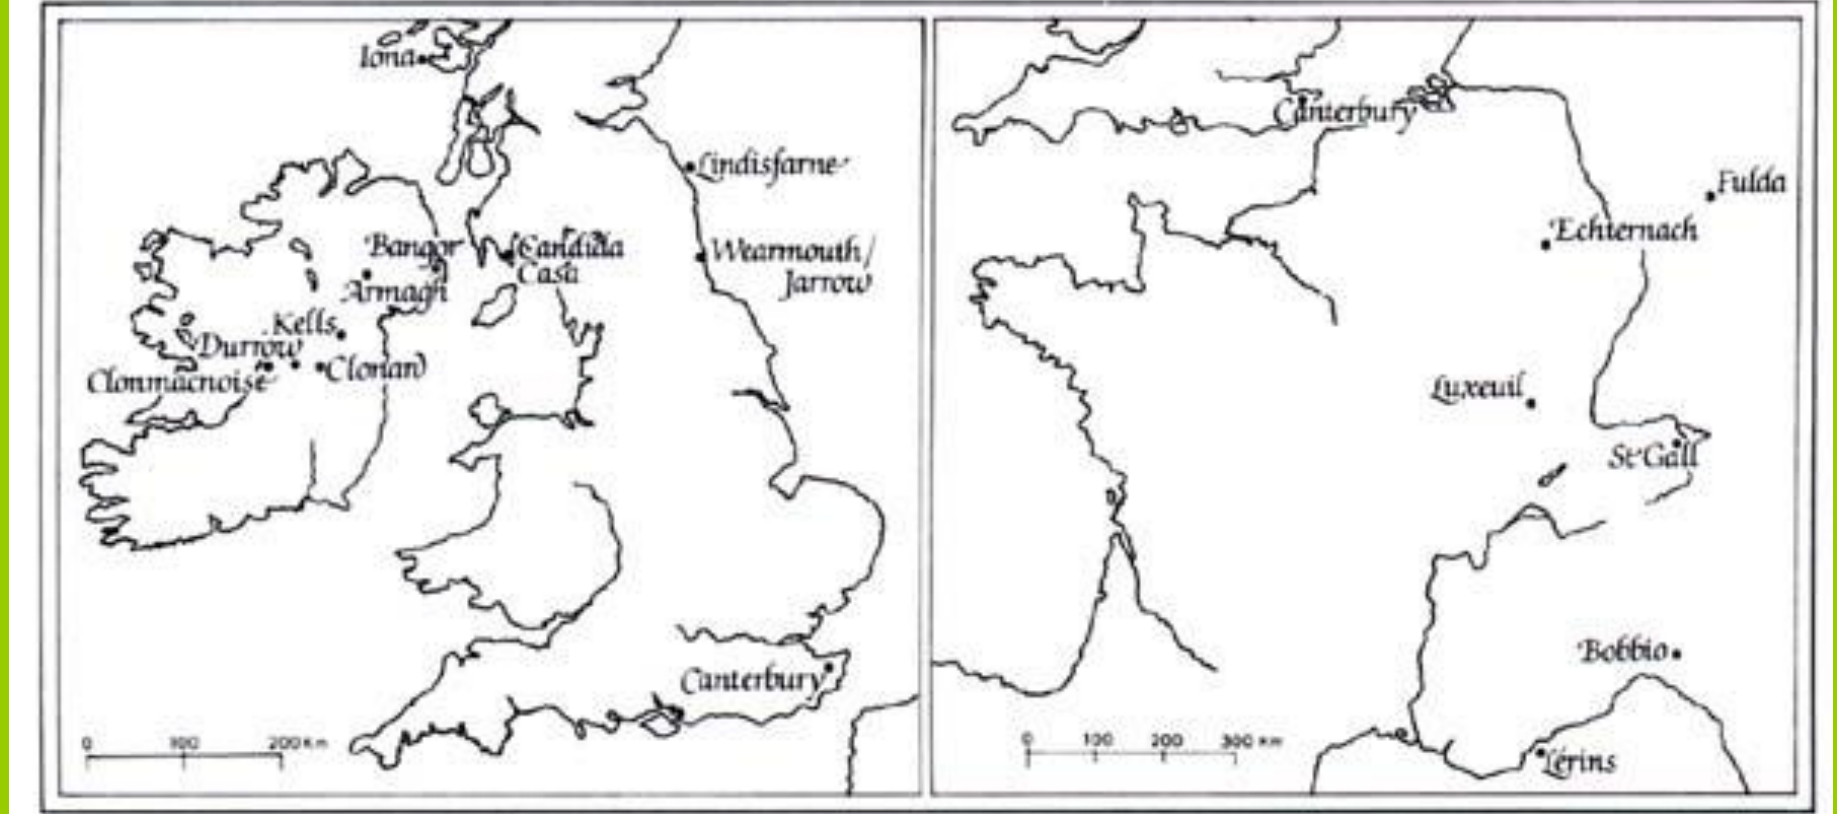 Iona
Lindisfarne
Bangor
Candida
Casa
Wearmouth/
Jarrow
Armagh
Kells
Durrow
Clonard
Clonmacnoise
Canterbury
0 100 200 Km
Canterbury
Fulda
Echternach
Luxeuil
St Gall
Bobbio
Lérins
0 100 200 300 Km